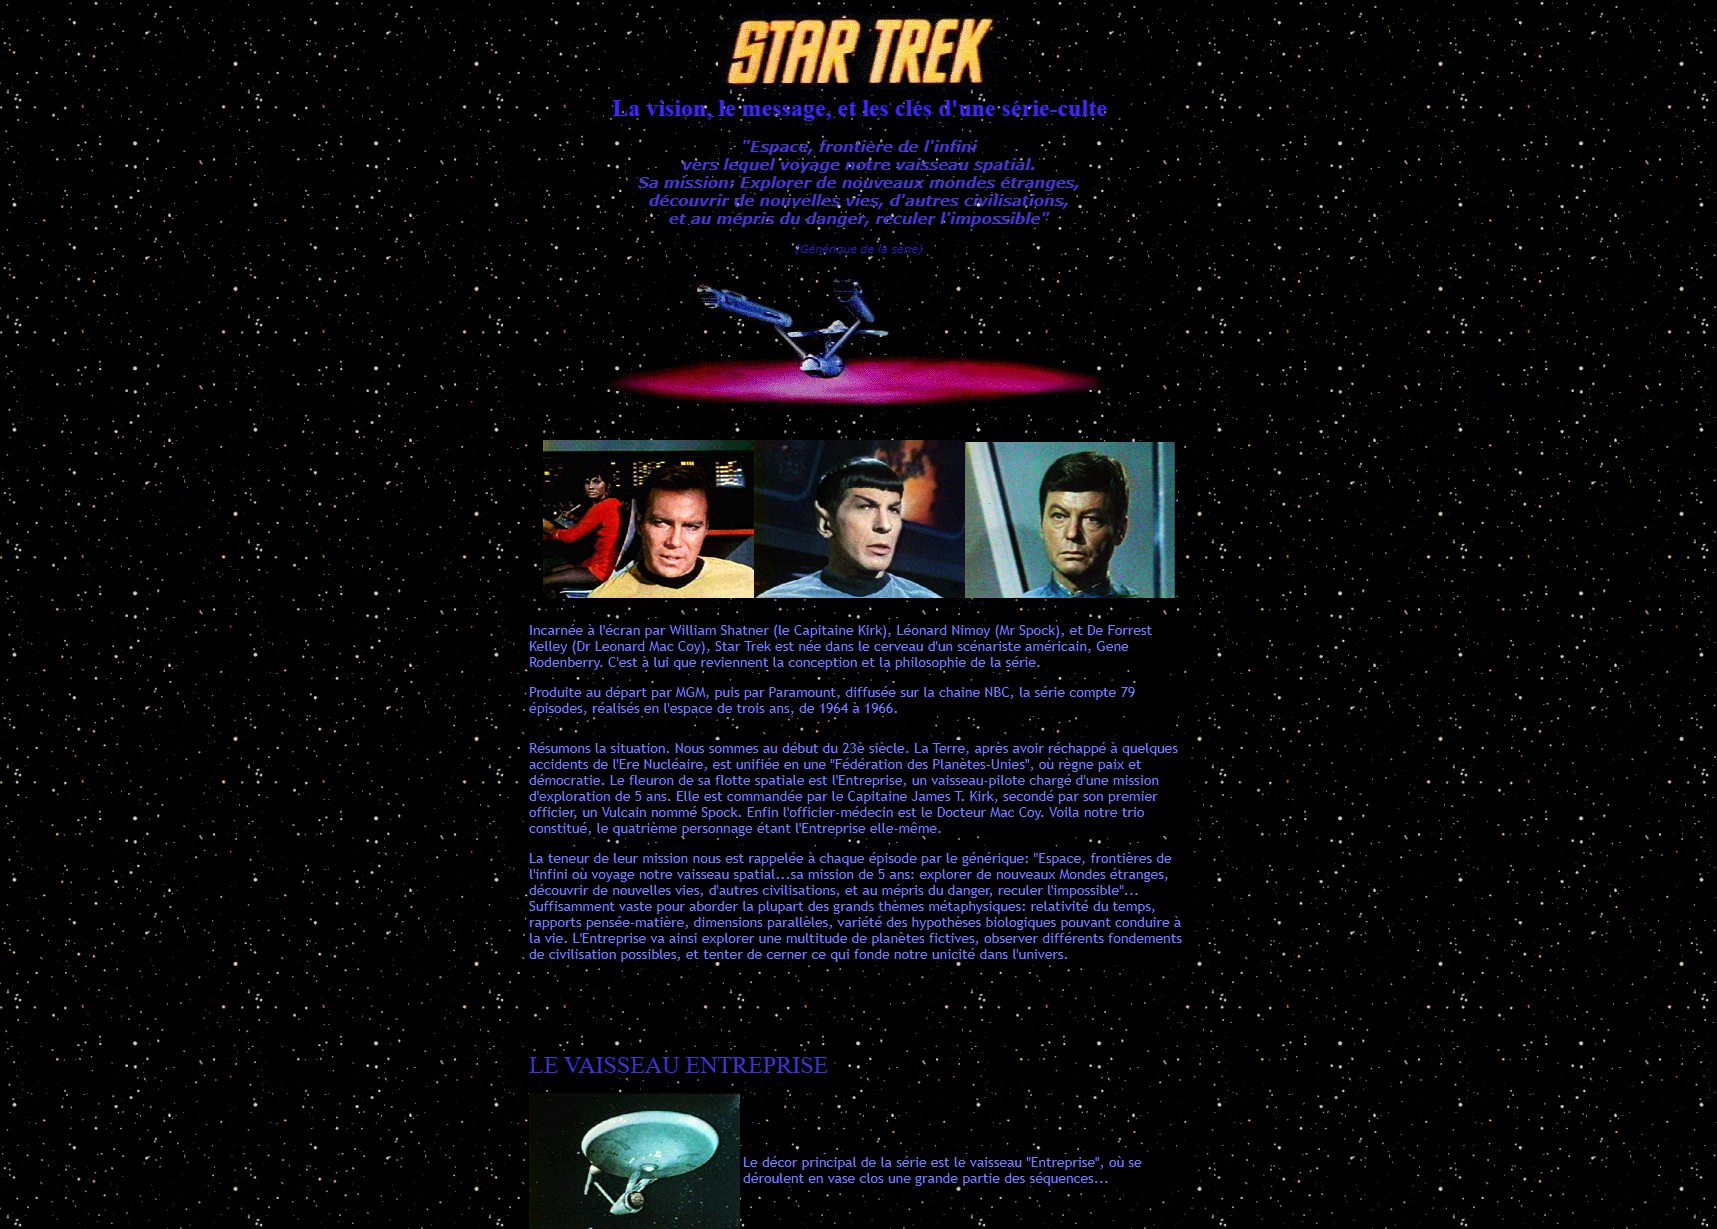 STAR TREK
La vision, le message, et les clés d'une série-culte
"Espace, frontière de l'infini
vers lequel voyage notre vaisseau spatial.
Sa mission: Explorer de nouveaux mondes étranges,
découvrir de nouvelles vies, d'autres civilisations,
et au mépris du danger, reculer l'impossible"
(Générique de la série)
Incarnée à l'écran par William Shatner (le Capitaine Kirk), Léonard Nimoy (Mr Spock), et De Forrest
Kelley (Dr Leonard Mac Coy), Star Trek est née dans le cerveau d'un scénariste américain, Gene
Rodenberry. C'est à lui que reviennent la conception et la philosophie de la série.
Produite au départ par MGM, puis par Paramount, diffusée sur la chaine NBC, la série compte 79
épisodes, réalisés en l'espace de trois ans, de 1964 à 1966.
Résumons la situation. Nous sommes au début du 23è siècle. La Terre, après avoir réchappé à quelques
accidents de l'Ere Nucléaire, est unifiée en une "Fédération des Planètes-Unies", où règne paix et
démocratie. Le fleuron de sa flotte spatiale est l'Entreprise, un vaisseau-pilote chargé d'une mission
d'exploration de 5 ans. Elle est commandée par le Capitaine James T. Kirk, secondé par son premier
officier, un Vulcain nommé Spock. Enfin l'officier-médecin est le Docteur Mac Coy. Voila notre trio
constitué, le quatrième personnage étant l'Entreprise elle-même.
La teneur de leur mission nous est rappelée à chaque épisode par le générique: "Espace, frontières de
l'infini où voyage notre vaisseau spatial...sa mission de 5 ans: explorer de nouveaux Mondes étranges,
découvrir de nouvelles vies, d'autres civilisations, et au mépris du danger, reculer l'impossible"...
Suffisamment vaste pour aborder la plupart des grands thèmes métaphysiques: relativité du temps,
rapports pensée-matière, dimensions parallèles, variété des hypothèses biologiques pouvant conduire à
la vie. L'Entreprise va ainsi explorer une multitude de planètes fictives, observer différents fondements
de civilisation possibles, et tenter de cerner ce qui fonde notre unicité dans l'univers.
LE VAISSEAU ENTREPRISE
Le décor principal de la série est le vaisseau "Entreprise", où se
déroulent en vase clos une grande partie des séquences...